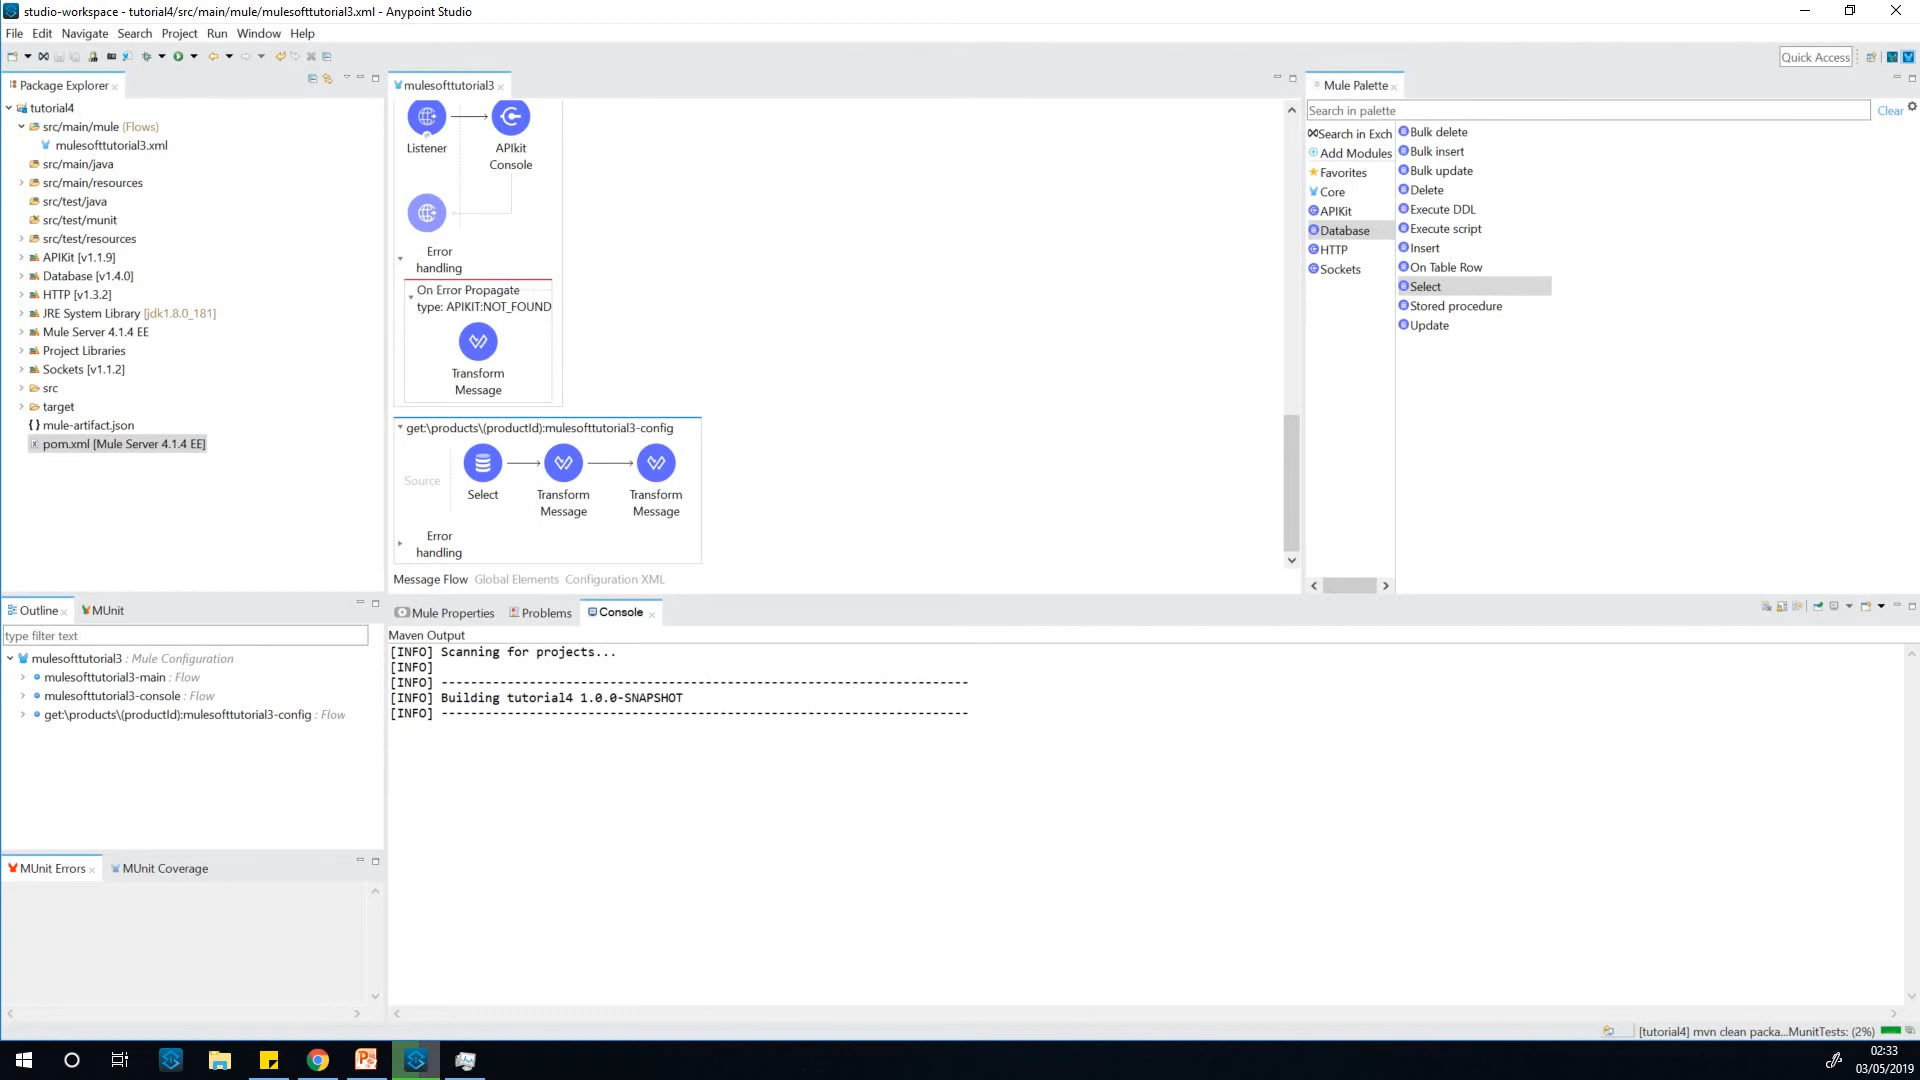 studio-workspace - tutorial4/src/main/mule/mulesofttutorial3.xml - Anypoint Studio
File Edit Navigate Search Project Run Window Help
Quick Access
Package Explorer
tutorial4
src/main/mule (Flows)
mulesofttutorial3.xml
src/main/java
src/main/resources
src/test/java
src/test/munit
src/test/resources
APIKit [v1.1.9]
Database [v1.4.0]
HTTP [v1.3.2]
JRE System Library [jdk1.8.0_181]
Mule Server 4.1.4 EE
Project Libraries
Sockets [v1.1.2]
src
target
mule-artifact.json
pom.xml [Mule Server 4.1.4 EE]
mulesofttutorial3
Listener
APIkit
Console
Error
handling
On Error Propagate
type: APIKIT:NOT_FOUND
Transform
Message
get:\products\(productId):mulesofttutorial3-config
Source
Select
Transform
Message
Transform
Message
Error
handling
Message Flow Global Elements Configuration XML
Mule Palette
Search in palette
Clear
Search in Exch
Add Modules
Favorites
Core
APIKit
Database
HTTP
Sockets
Bulk delete
Bulk insert
Bulk update
Delete
Execute DDL
Execute script
Insert
On Table Row
Select
Stored procedure
Update
Outline MUnit
type filter text
mulesofttutorial3 : Mule Configuration
mulesofttutorial3-main : Flow
mulesofttutorial3-console : Flow
get:\products\(productId):mulesofttutorial3-config : Flow
MUnit Errors MUnit Coverage
Mule Properties Problems Console
Maven Output
[INFO] Scanning for projects...
[INFO]
[INFO] ------------------------------------------------------------------------
[INFO] Building tutorial4 1.0.0-SNAPSHOT
[INFO] ------------------------------------------------------------------------
[tutorial4] mvn clean packa...MunitTests: (2%)
02:33
03/05/2019